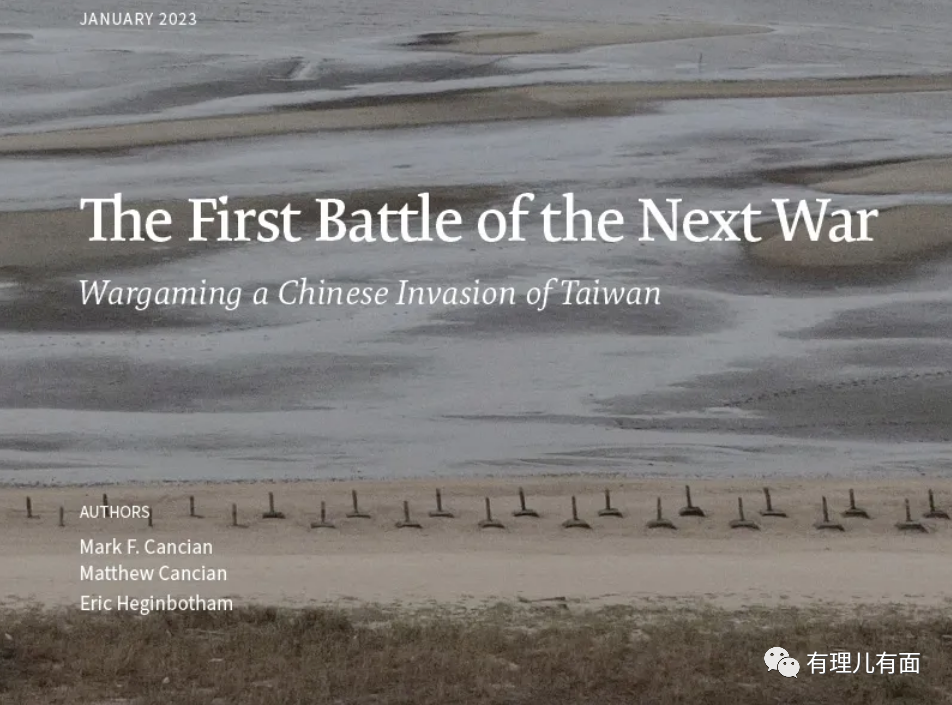 JANUARY 2023
The First Battle of the Next War
Wargaming a Chinese Invasion of Taiwan
AUTHORS
Mark F. Cancian
Matthew Cancian
Eric Heginbotham
有理儿有面